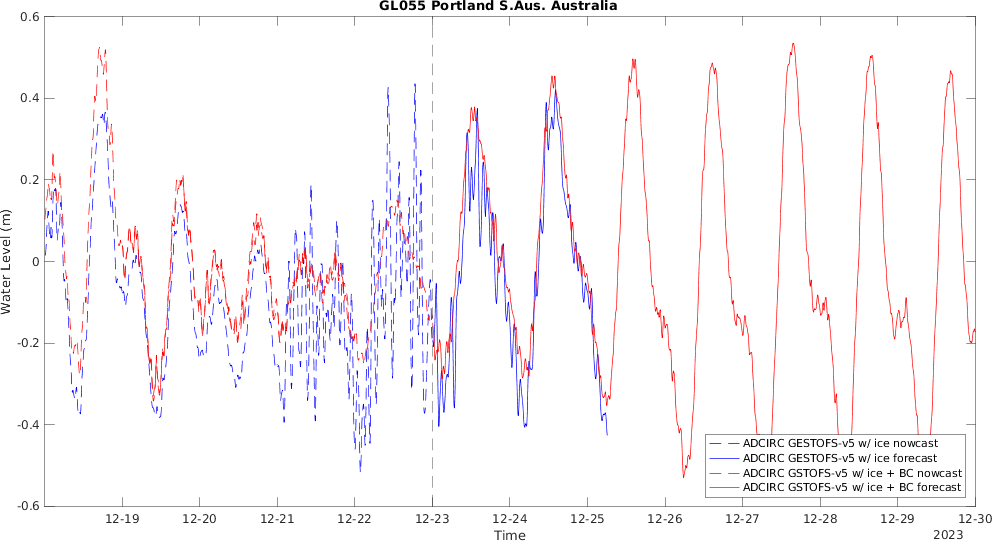 GL055 Portland S.Aus. Australia
0.6
0.4
0.2
0
-0.2
-0.4
-0.6
Water Level (m)
12-19 12-20 12-21 12-22 12-23 12-24 12-25 12-26 12-27 12-28 12-29 12-30
Time
2023
ADCIRC GESTOFS-v5 w/ ice nowcast
ADCIRC GESTOFS-v5 w/ ice forecast
ADCIRC GSTOFS-v5 w/ ice + BC nowcast
ADCIRC GSTOFS-v5 w/ ice + BC forecast